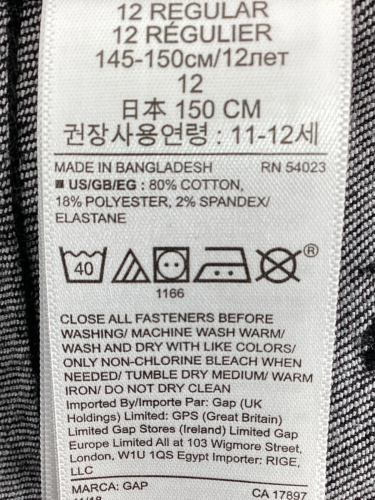 12 REGULAR
12 RÉGULIER
145-150см/12лет
12
日本 150 CM
권장사용연령 : 11-12세
MADE IN BANGLADESH RN 54023
US/GB/EG : 80% COTTON,
18% POLYESTER, 2% SPANDEX/
ELASTANE
40
®
1166
CLOSE ALL FASTENERS BEFORE
WASHING/ MACHINE WASH WARM/
WASH AND DRY WITH LIKE COLORS/
ONLY NON-CHLORINE BLEACH WHEN
NEEDED/ TUMBLE DRY MEDIUM/ WARM
IRON/ DO NOT DRY CLEAN
Imported By/Importe Par: Gap (UK
Holdings) Limited: GPS (Great Britain)
Limited Gap Stores (Ireland) Limited Gap
Europe Limited All at 103 Wigmore Street,
London, W1U 1QS Egypt Importer: RIGE,
LLC
MARCA: GAP CA 17897